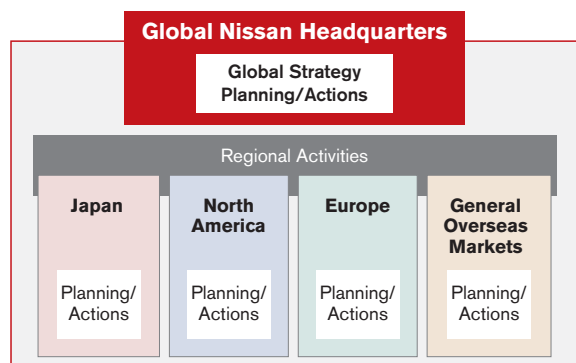 Global Nissan Headquarters
Global Strategy
Planning/Actions
Regional Activities
Japan
Planning/
Actions
North
America
Planning/
Actions
Europe
Planning/
Actions
General
Overseas
Markets
Planning/
Actions